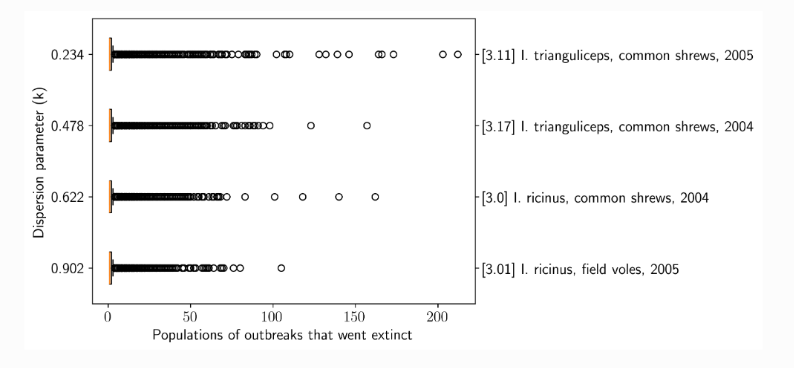 Dispersion parameter (k)
0.234
[3.11] I. trianguliceps, common shrews, 2005
0.478
[3.17] I. trianguliceps, common shrews, 2004
0.622
[3.0] I. ricinus, common shrews, 2004
0.902
[3.01] I. ricinus, field voles, 2005
0 50 100 150 200
Populations of outbreaks that went extinct